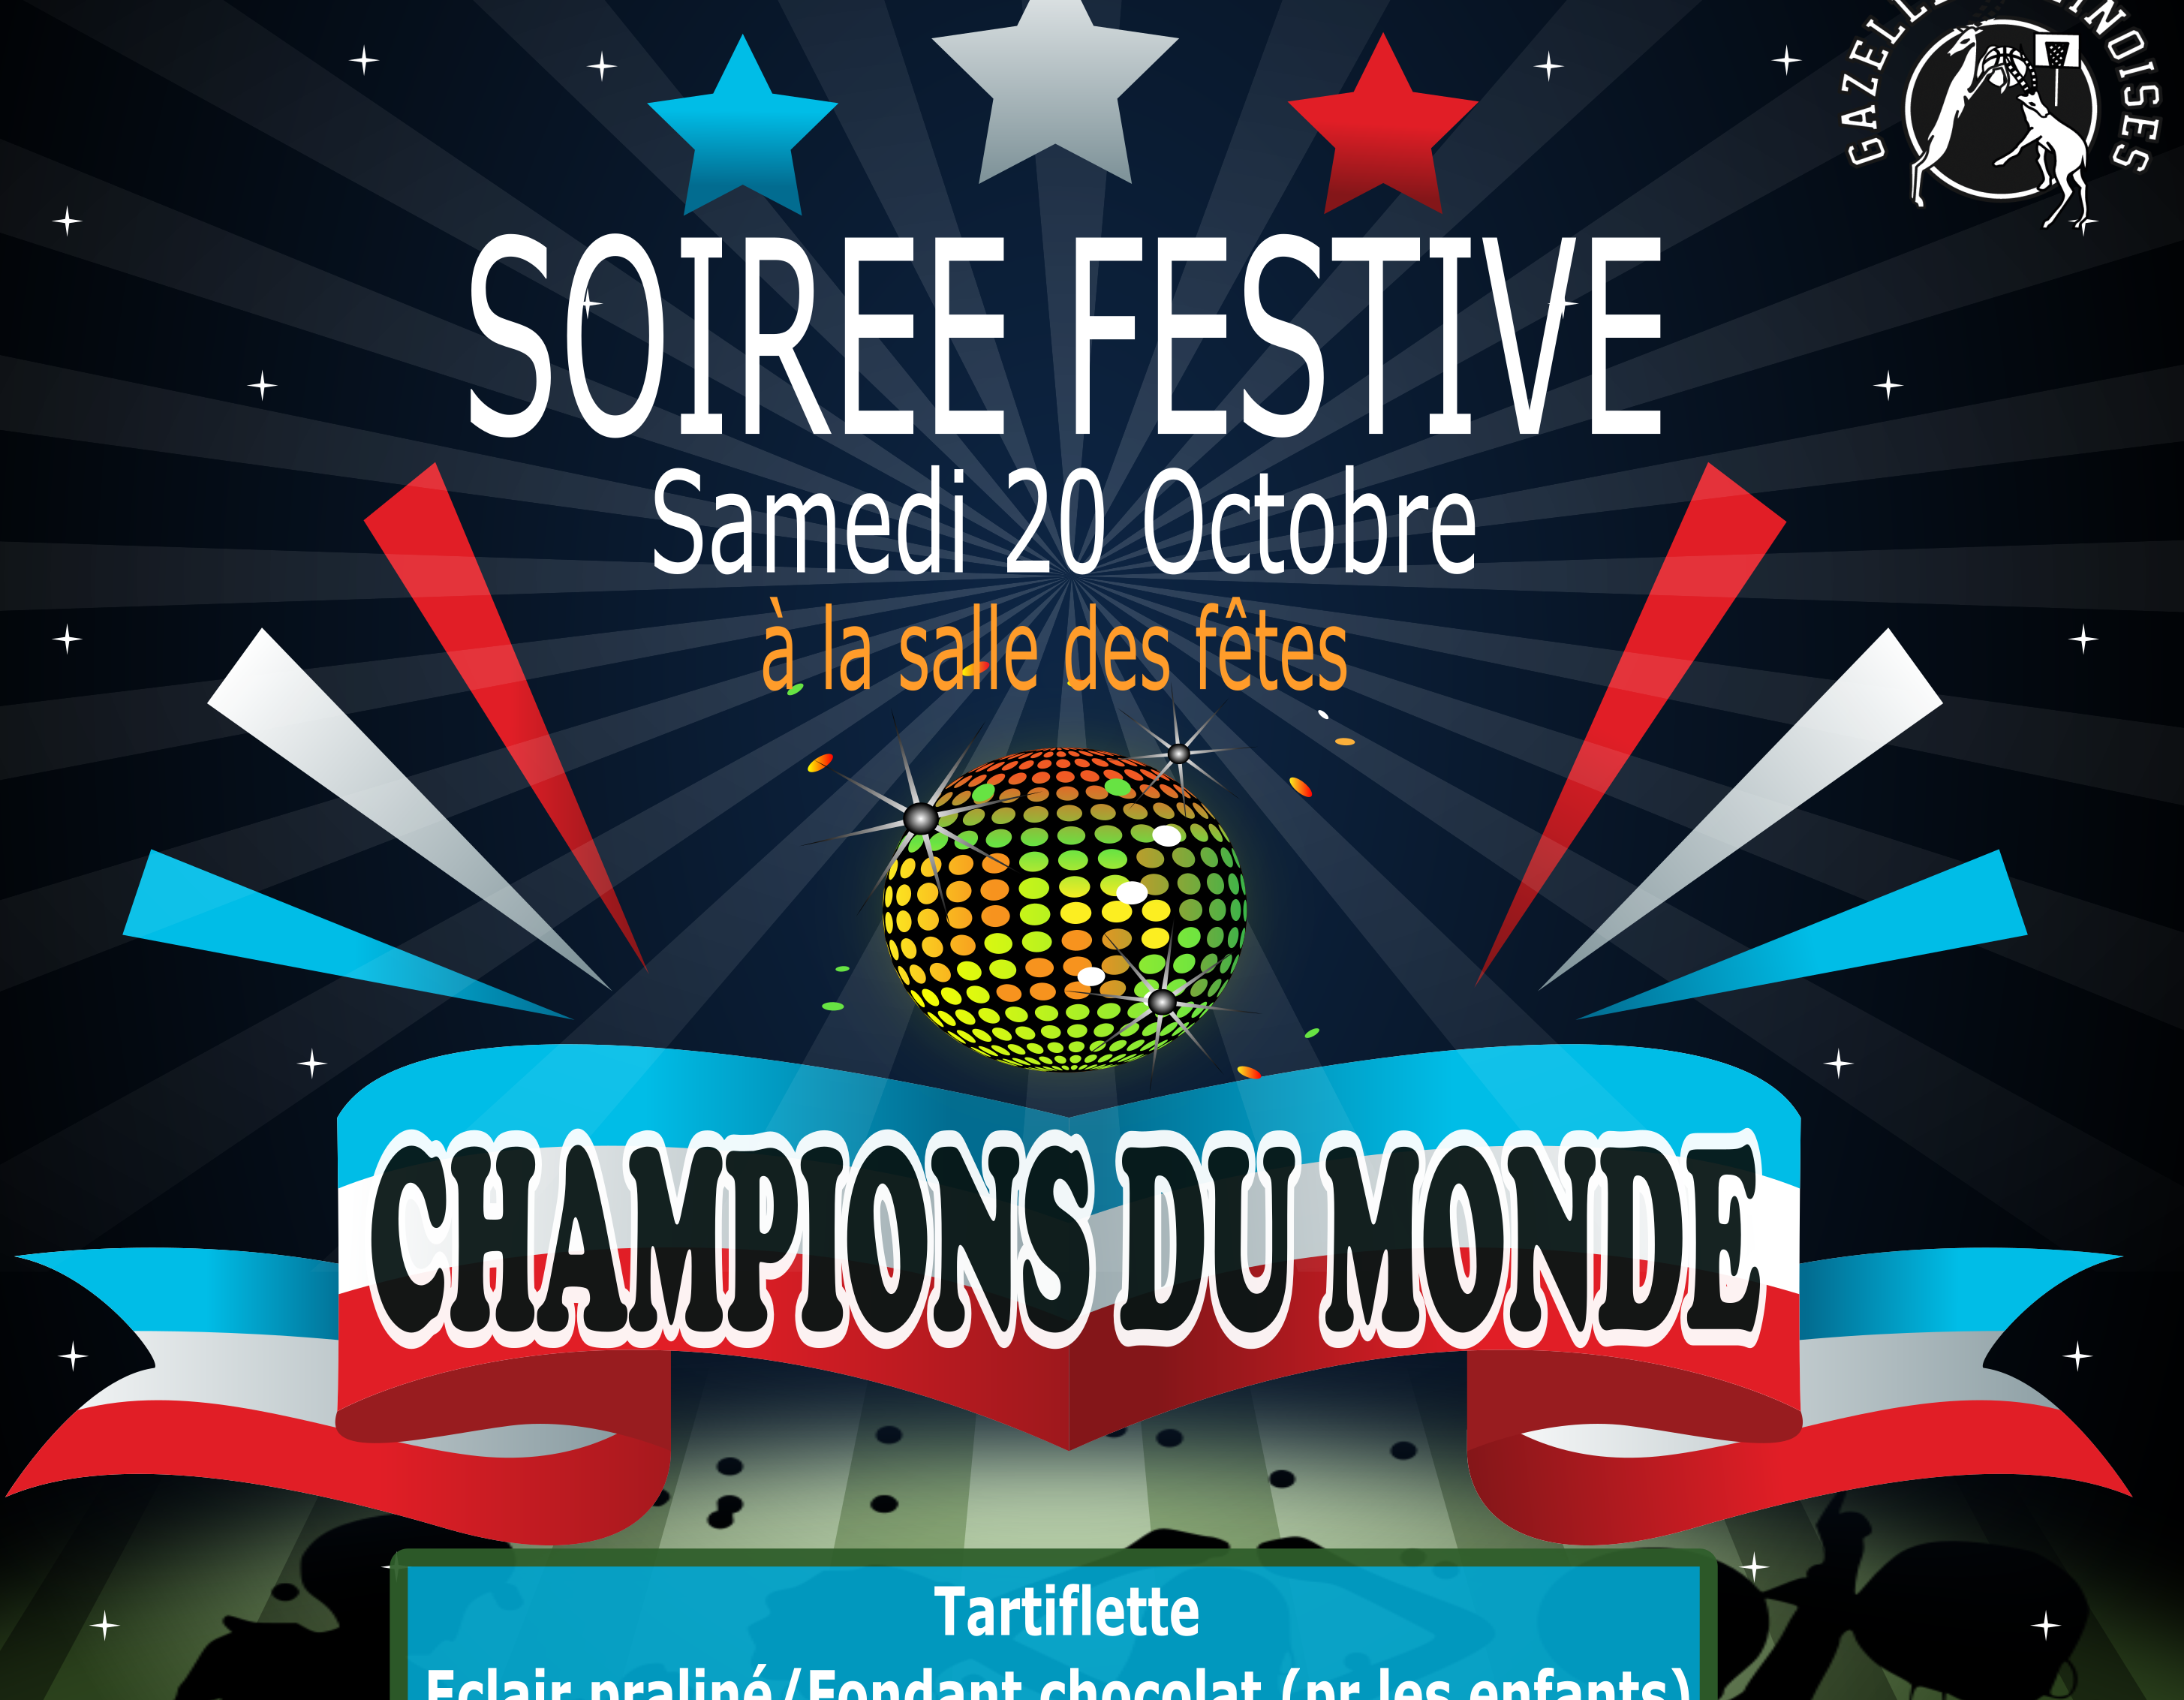 SOIREE FESTIVE
Samedi 20 Octobre
à la salle des fêtes
CHAMPIONS DU MONDE
Tartiflette
Eclair praliné/Fondant chocolat (pr les enfants)